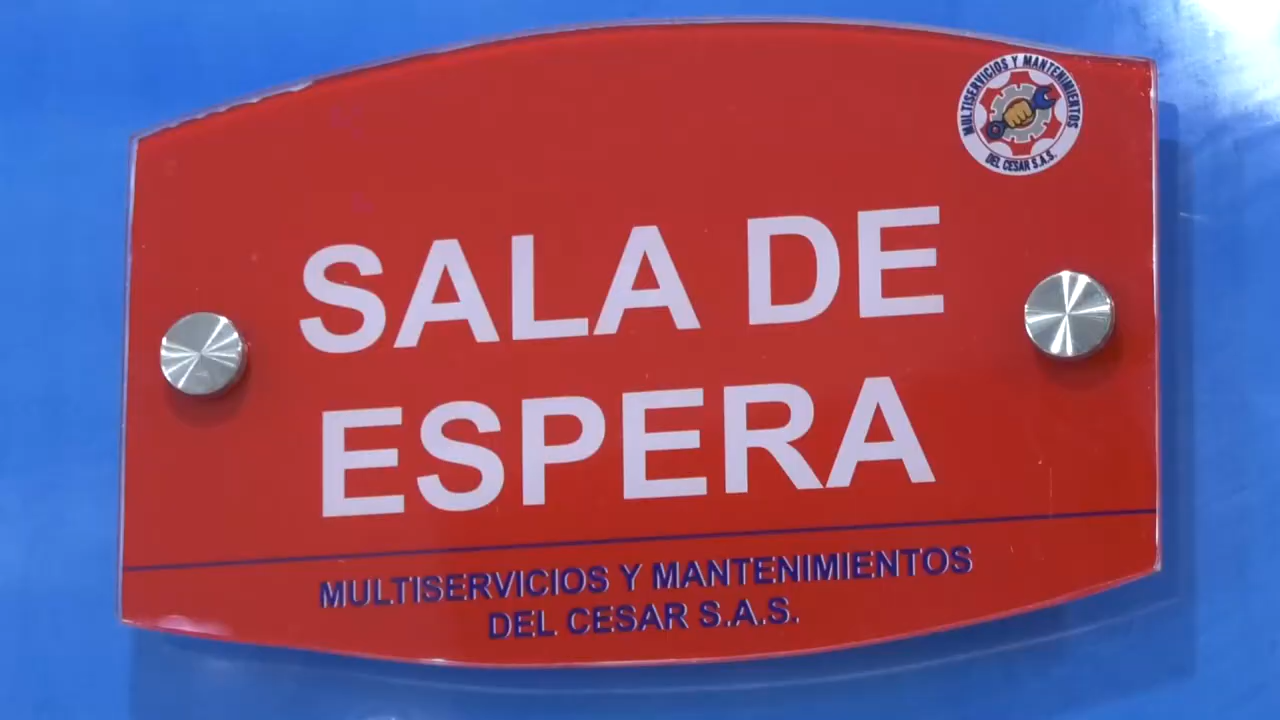 MULTISERVICIOS Y MANTENIMIENTOS
DEL CESAR S.A.S.
SALA DE
ESPERA
MULTISERVICIOS Y MANTENIMIENTOS
DEL CESAR S.A.S.